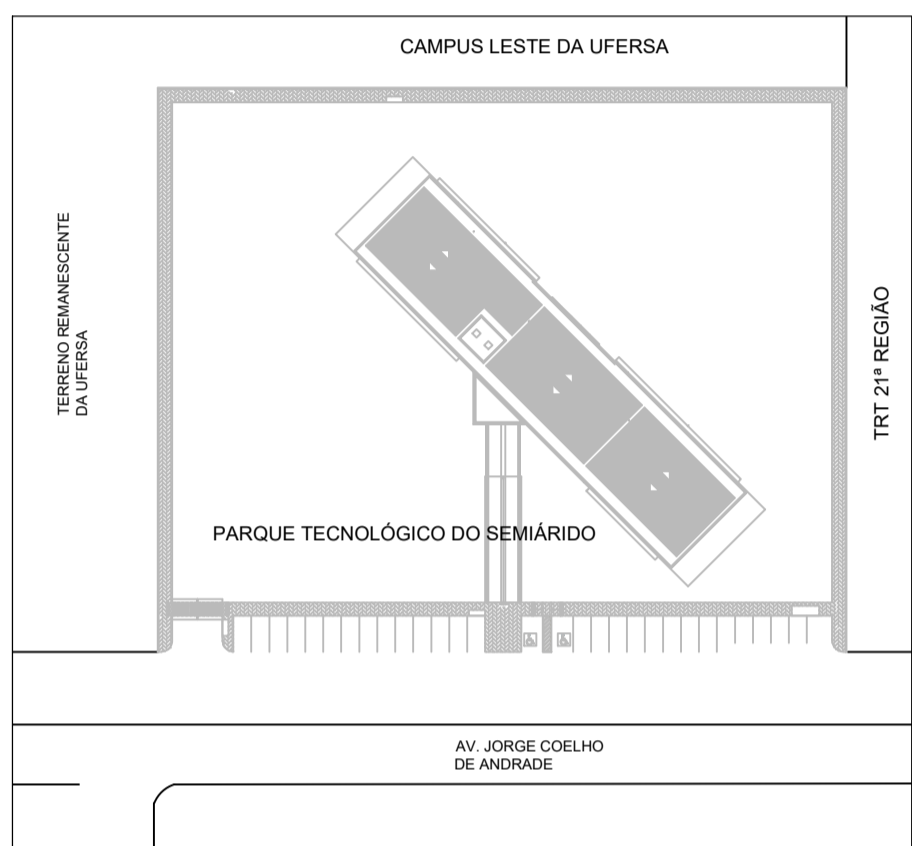 CAMPUS LESTE DA UFERSA
TERRENO REMANESCENTE
DA UFERSA
TRT 21ª REGIÃO
PARQUE TECNOLÓGICO DO SEMIÁRIDO
AV. JORGE COELHO
DE ANDRADE